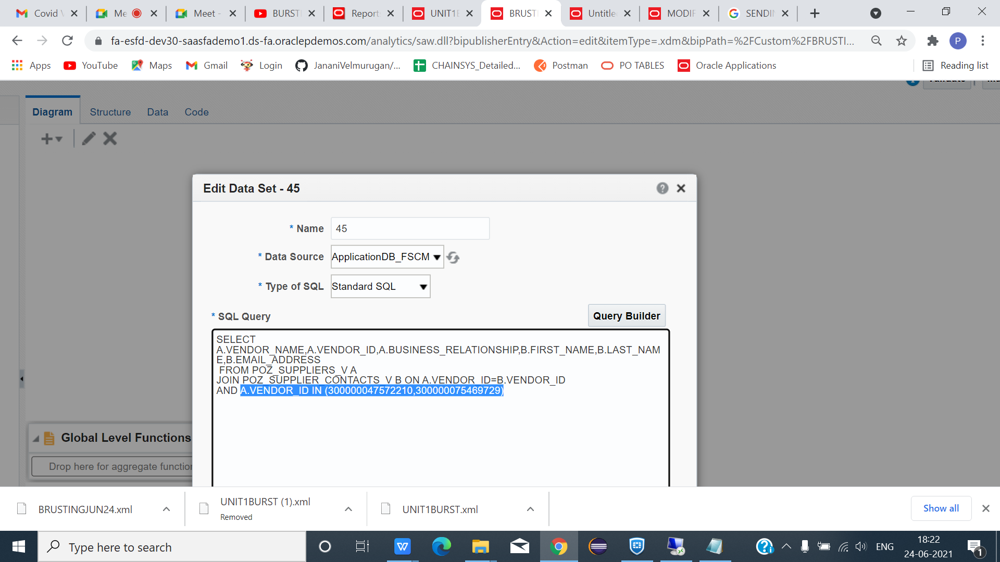 Covid
Me
Meet -
BURST
Report
UNIT1
BRUST
Untitle
MODIF
SENDIN
fa-esfd-dev30-saasfademo1.ds-fa.oraclepdemos.com/analytics/saw.dll?bipublisherEntry&Action=edit&itemType=.xdm&bipPath=%2FCustom%2FBRUSTI...
P
Apps
YouTube
Maps
Gmail
Login
JananiVelmurugan/...
CHAINSYS_Detailed...
Postman
PO TABLES
Oracle Applications
Reading list
Diagram
Structure
Data
Code
Edit Data Set - 45
?
* Name
45
* Data Source
ApplicationDB_FSCM
* Type of SQL
Standard SQL
* SQL Query
Query Builder
SELECT
A.VENDOR_NAME,A.VENDOR_ID,A.BUSINESS_RELATIONSHIP,B.FIRST_NAME,B.LAST_NAM
E,B.EMAIL_ADDRESS
FROM POZ_SUPPLIERS_V A
JOIN POZ_SUPPLIER_CONTACTS_V B ON A.VENDOR_ID=B.VENDOR_ID
AND A.VENDOR_ID IN (300000047572210,300000075469729)
Global Level Functions
Drop here for aggregate function
BRUSTINGJUN24.xml
UNIT1BURST (1).xml
Removed
UNIT1BURST.xml
Show all
Type here to search
W
ENG
18:22
24-06-2021
1